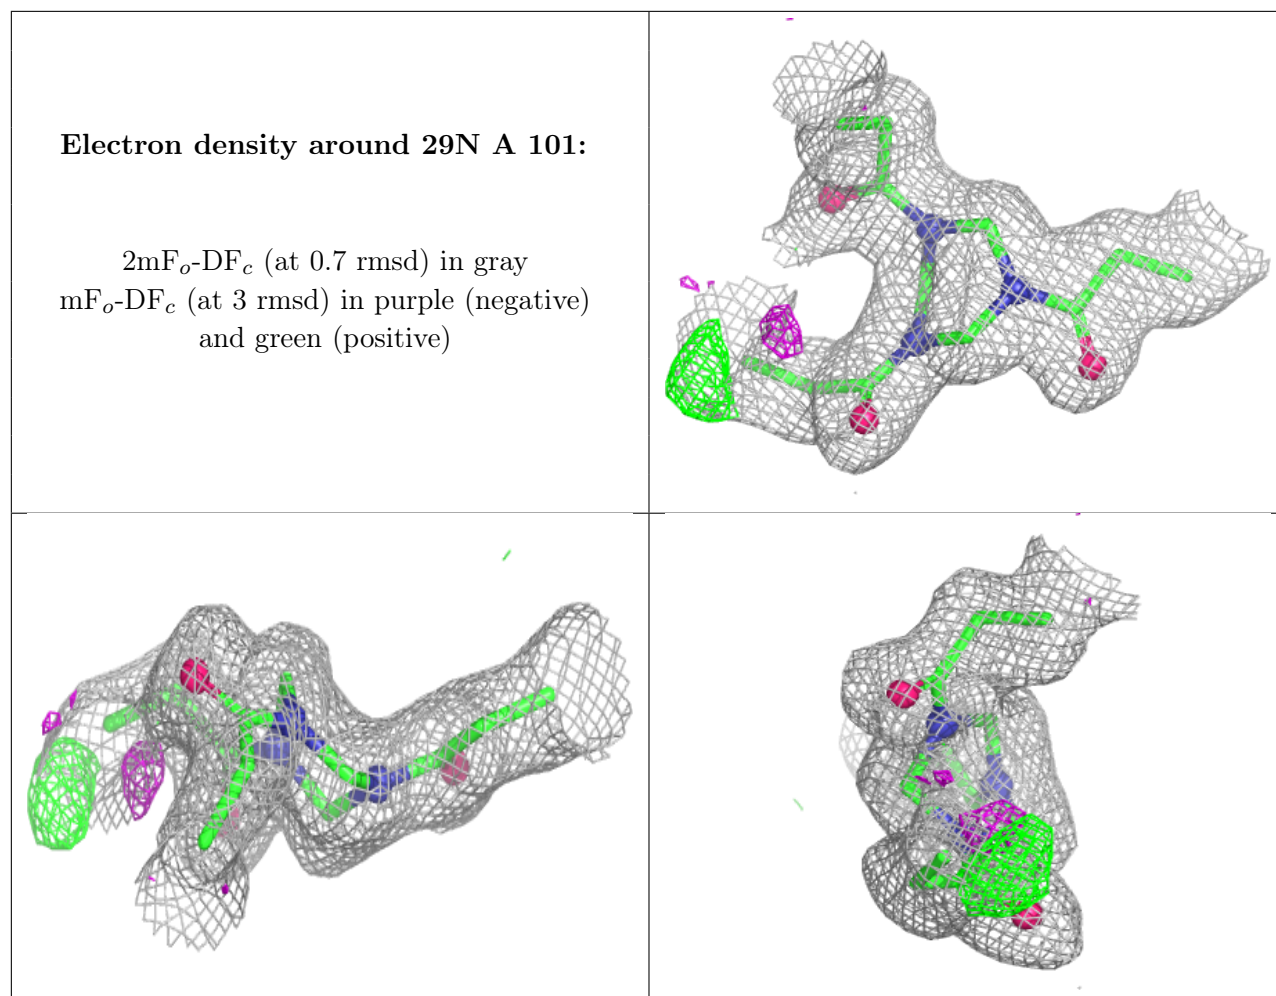 Electron density around 29N A 101:
2mFo-DFc (at 0.7 rmsd) in gray
mFo-DFc (at 3 rmsd) in purple (negative)
and green (positive)